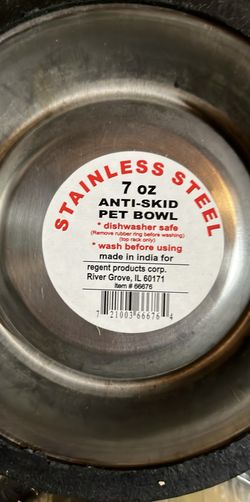 STAINLESS STEEL
7 oz
ANTI-SKID
PET BOWL
* dishwasher safe
(Remove rubber ring before washing)
(top rack only)
* wash before using
made in india for
regent products corp.
River Grove, IL 60171
Item # 66676
7 21003 66676 4